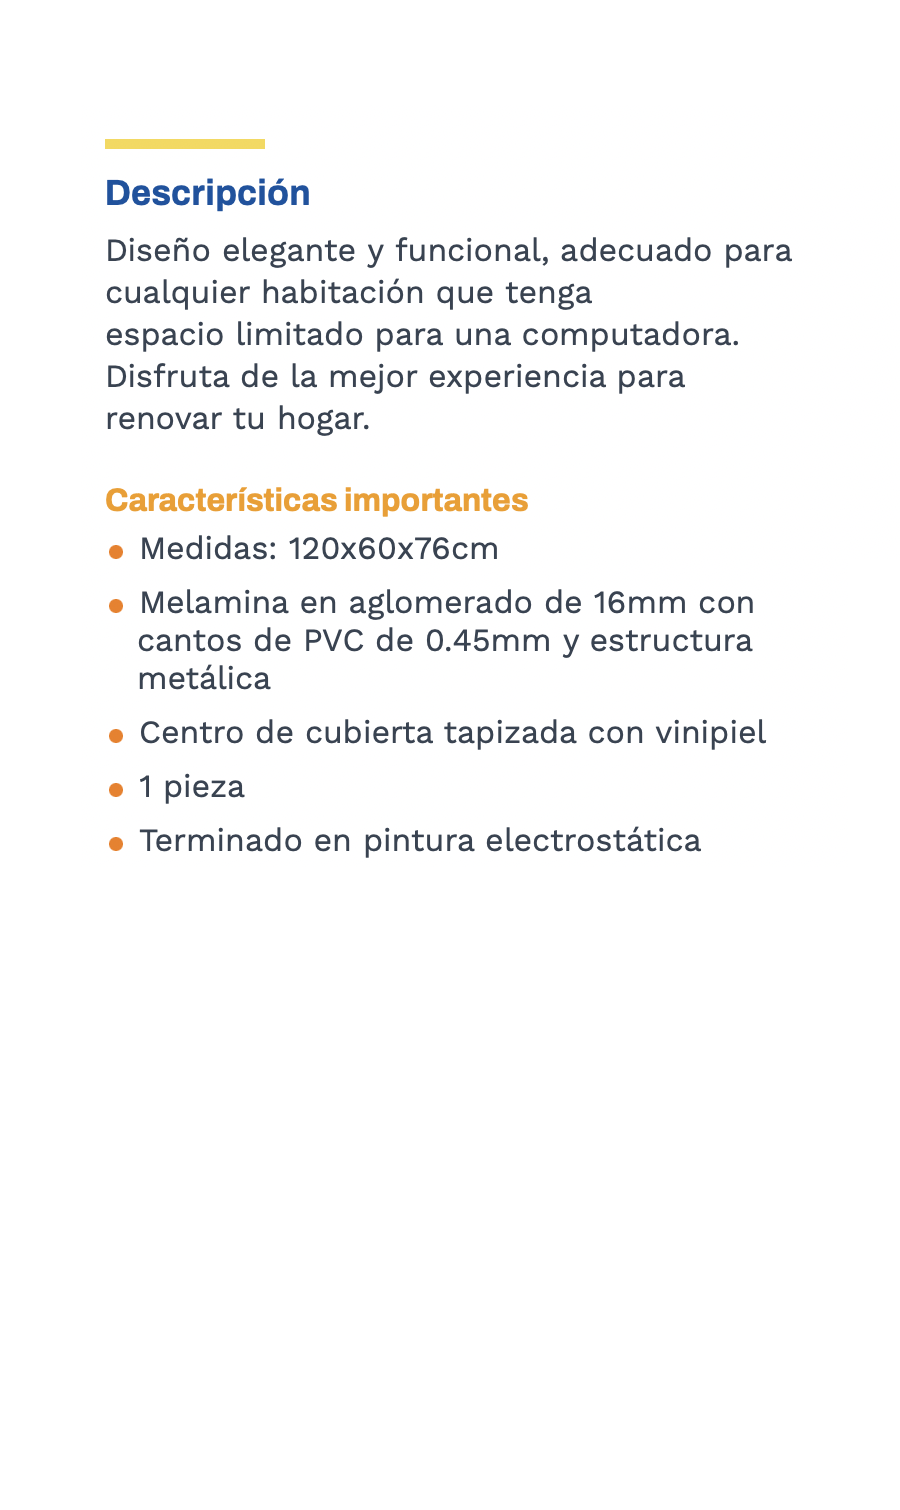 Descripción
Diseño elegante y funcional, adecuado para
cualquier habitación que tenga
espacio limitado para una computadora.
Disfruta de la mejor experiencia para
renovar tu hogar.
Características importantes
• Medidas: 120x60x76cm
• Melamina en aglomerado de 16mm con
cantos de PVC de 0.45mm y estructura
metálica
• Centro de cubierta tapizada con vinipiel
• 1 pieza
• Terminado en pintura electrostática